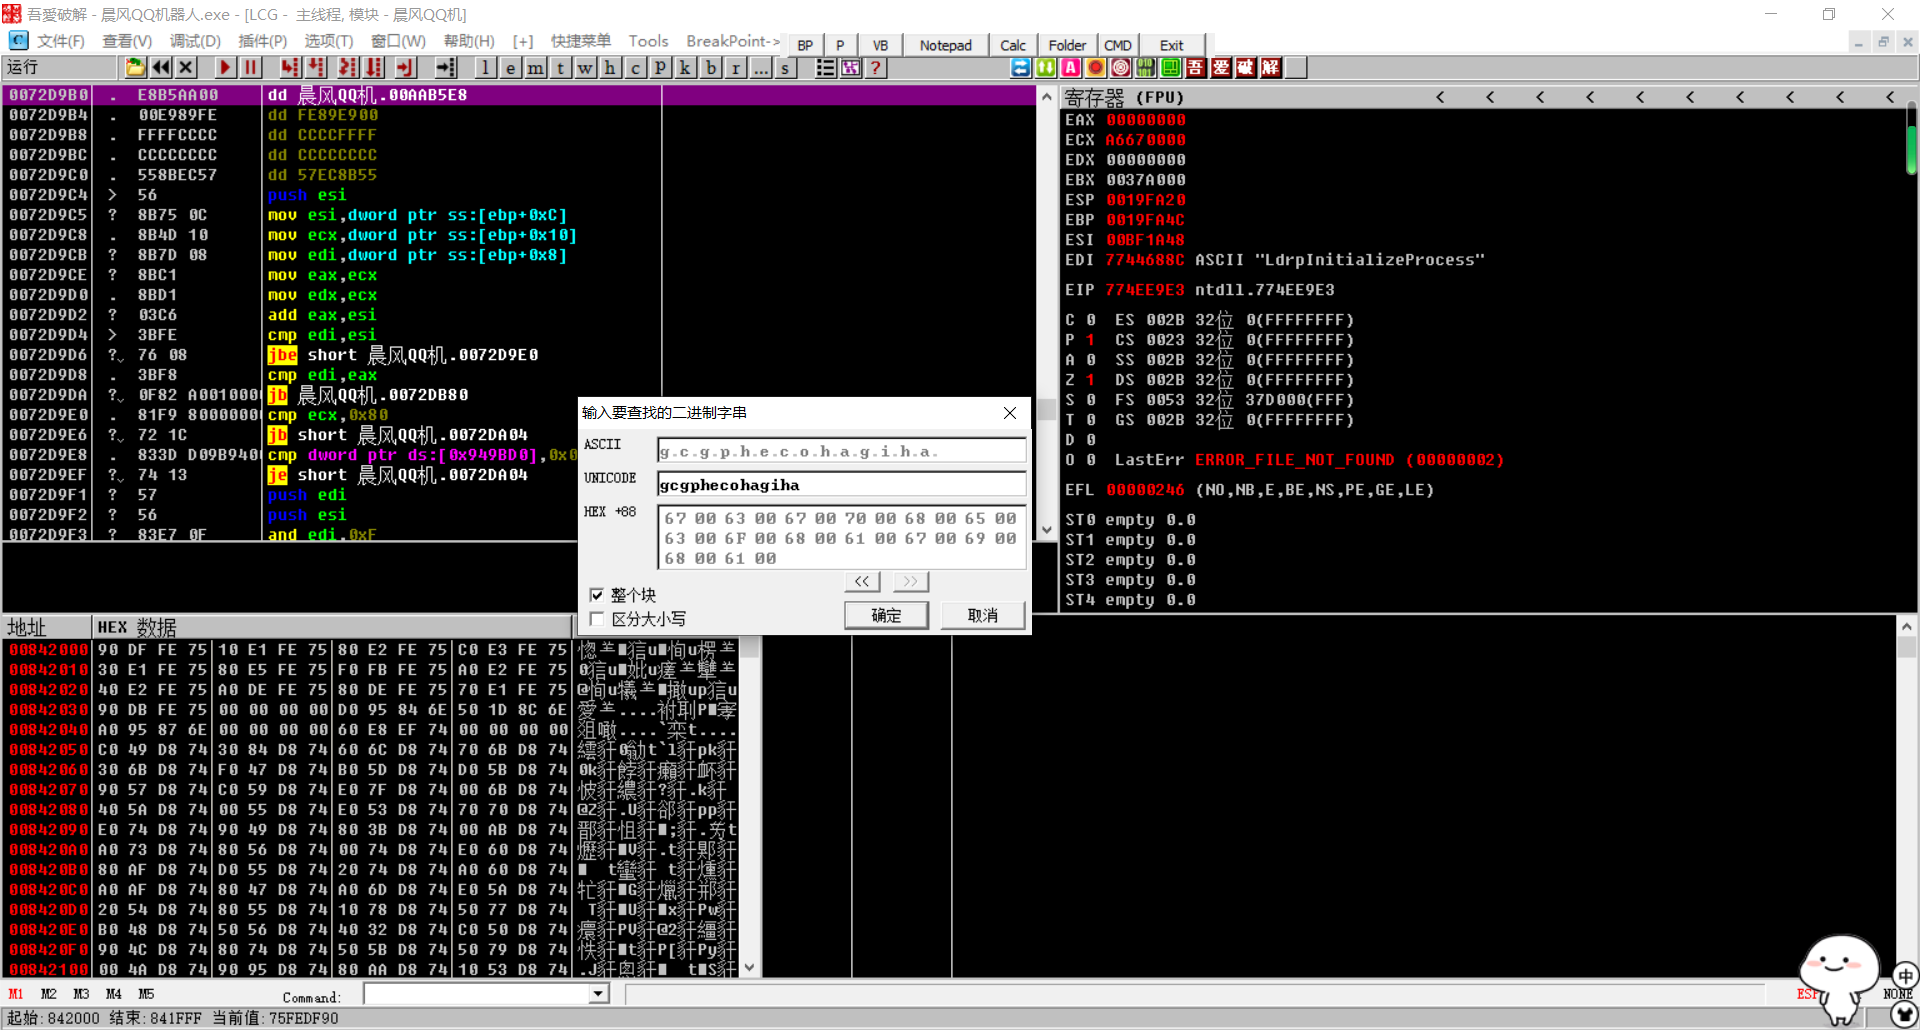 吾愛破解 - 晨风QQ机器人.exe - [LCG - 主线程, 模块 - 晨风QQ机]
文件(F) 查看(V) 调试(D) 插件(P) 选项(T) 窗口(W) 帮助(H) [+] 快捷菜单 Tools BreakPoint-> BP P VB Notepad Calc Folder CMD Exit
运行 l e m t w h c p k b r ... s ? 吾 爱 破 解
0072D9B0 . E8B5AA00 dd 晨风QQ机.00AAB5E8
0072D9B4 . 00E989FE dd FE89E900
0072D9B8 . FFFFCCCC dd CCCCFFFF
0072D9BC . CCCCCCCC dd CCCCCCCC
0072D9C0 . 558BEC57 dd 57EC8B55
0072D9C4 > 56 push esi
0072D9C5 ? 8B75 0C mov esi,dword ptr ss:[ebp+0xC]
0072D9C8 . 8B4D 10 mov ecx,dword ptr ss:[ebp+0x10]
0072D9CB ? 8B7D 08 mov edi,dword ptr ss:[ebp+0x8]
0072D9CE ? 8BC1 mov eax,ecx
0072D9D0 . 8BD1 mov edx,ecx
0072D9D2 ? 03C6 add eax,esi
0072D9D4 > 3BFE cmp edi,esi
0072D9D6 ? 76 08 jbe short 晨风QQ机.0072D9E0
0072D9D8 . 3BF8 cmp edi,eax
0072D9DA ? 0F82 A0010000 jb 晨风QQ机.0072DB80
0072D9E0 . 81F9 80000000 cmp ecx,0x80
0072D9E6 ? 72 1C jb short 晨风QQ机.0072DA04
0072D9E8 . 833D D09B9400 cmp dword ptr ds:[0x949BD0],0x0
0072D9EF ? 74 13 je short 晨风QQ机.0072DA04
0072D9F1 ? 57 push edi
0072D9F2 ? 56 push esi
0072D9F3 ? 83E7 0F and edi,0xF
寄存器 (FPU) < < < < < < < < < <
EAX 00000000
ECX A6670000
EDX 00000000
EBX 0037A000
ESP 0019FA20
EBP 0019FA4C
ESI 00BF1A48
EDI 7744688C ASCII "LdrpInitializeProcess"
EIP 774EE9E3 ntdll.774EE9E3
C 0 ES 002B 32位 0(FFFFFFFF)
P 1 CS 0023 32位 0(FFFFFFFF)
A 0 SS 002B 32位 0(FFFFFFFF)
Z 1 DS 002B 32位 0(FFFFFFFF)
S 0 FS 0053 32位 37D000(FFF)
T 0 GS 002B 32位 0(FFFFFFFF)
D 0
O 0 LastErr ERROR_FILE_NOT_FOUND (00000002)
EFL 00000246 (NO,NB,E,BE,NS,PE,GE,LE)
ST0 empty 0.0
ST1 empty 0.0
ST2 empty 0.0
ST3 empty 0.0
ST4 empty 0.0
输入要查找的二进制字串
ASCII g.c.g.p.h.e.c.o.h.a.g.i.h.a.
UNICODE gcgphecohagiha
HEX +88 67 00 63 00 67 00 70 00 68 00 65 00
63 00 6F 00 68 00 61 00 67 00 69 00
68 00 61 00
<< >>
整个块
区分大小写
确定 取消
地址 HEX 数据
00842000 90 DF FE 75 10 E1 FE 75 80 E2 FE 75 C0 E3 FE 75
00842010 30 E1 FE 75 80 E5 FE 75 F0 FB FE 75 A0 E2 FE 75
00842020 40 E2 FE 75 A0 DE FE 75 80 DE FE 75 70 E1 FE 75
00842030 90 DB FE 75 00 00 00 00 D0 95 84 6E 50 1D 8C 6E
00842040 A0 95 87 6E 00 00 00 00 60 E8 EF 74 00 00 00 00
00842050 C0 49 D8 74 30 84 D8 74 60 6C D8 74 70 6B D8 74
00842060 30 6B D8 74 F0 47 D8 74 B0 5D D8 74 D0 5B D8 74
00842070 90 57 D8 74 C0 59 D8 74 E0 7F D8 74 00 6B D8 74
00842080 40 5A D8 74 00 55 D8 74 E0 53 D8 74 70 70 D8 74
00842090 E0 74 D8 74 90 49 D8 74 80 3B D8 74 00 AB D8 74
008420A0 A0 73 D8 74 80 56 D8 74 00 74 D8 74 E0 60 D8 74
008420B0 80 AF D8 74 D0 55 D8 74 20 74 D8 74 A0 60 D8 74
008420C0 A0 AF D8 74 80 47 D8 74 A0 6D D8 74 E0 5A D8 74
008420D0 20 54 D8 74 80 55 D8 74 10 78 D8 74 50 77 D8 74
008420E0 B0 48 D8 74 50 56 D8 74 40 32 D8 74 C0 50 D8 74
008420F0 90 4C D8 74 80 74 D8 74 50 5B D8 74 50 79 D8 74
00842100 00 4A D8 74 90 95 D8 74 80 AA D8 74 10 53 D8 74
M1 M2 M3 M4 M5 Command: NONE
中
起始:842000 结束:841FFF 当前值:75FEDF90